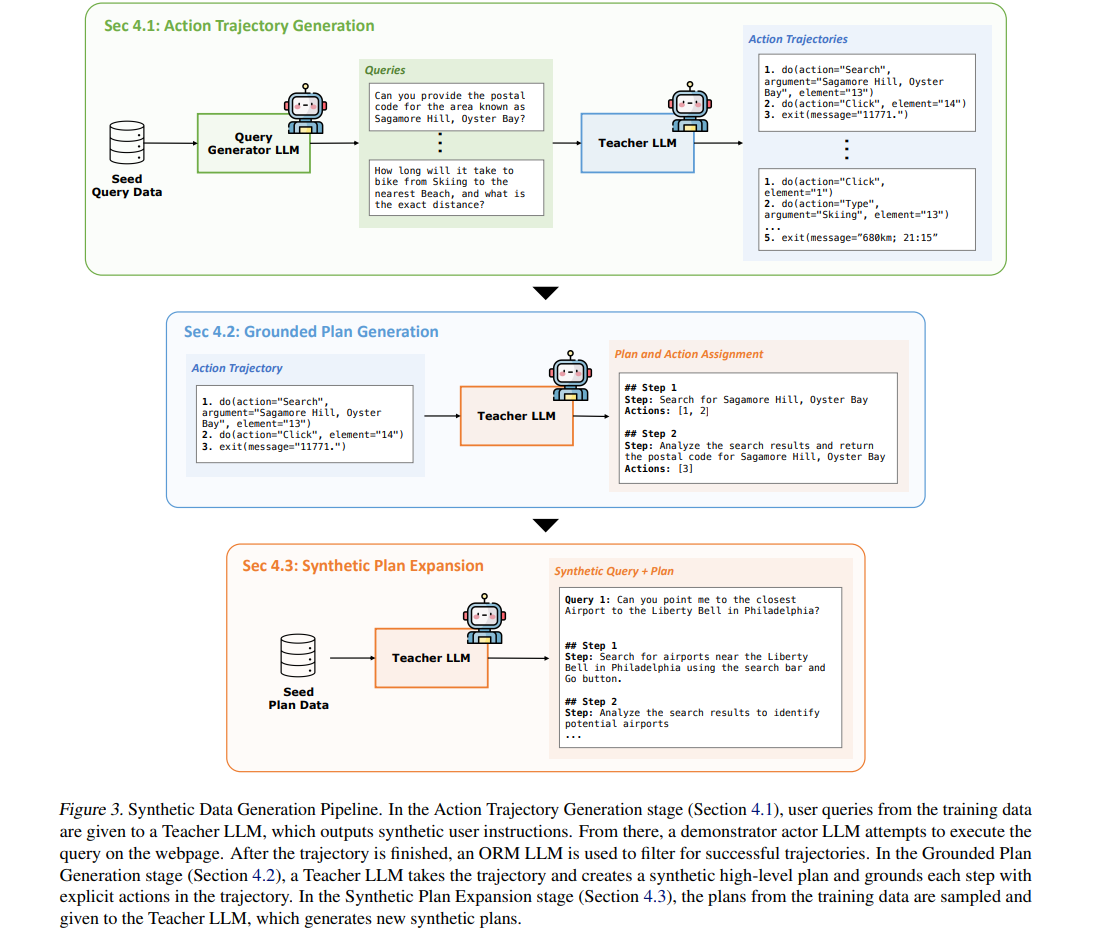 Sec 4.1: Action Trajectory Generation
Seed
Query Data
Query
Generator LLM
Queries
Can you provide the postal
code for the area known as
Sagamore Hill, Oyster Bay?
⋮
How long will it take to
bike from Skiing to the
nearest Beach, and what is
the exact distance?
Teacher LLM
Action Trajectories
1. do(action="Search",
argument="Sagamore Hill, Oyster
Bay", element="13")
2. do(action="Click", element="14")
3. exit(message="11771.")
⋮
1. do(action="Click",
element="1")
2. do(action="Type",
argument="Skiing", element="13")
...
5. exit(message="680km; 21:15"
Sec 4.2: Grounded Plan Generation
Action Trajectory
1. do(action="Search",
argument="Sagamore Hill, Oyster
Bay", element="13")
2. do(action="Click", element="14")
3. exit(message="11771.")
Teacher LLM
Plan and Action Assignment
## Step 1
Step: Search for Sagamore Hill, Oyster Bay
Actions: [1, 2]
## Step 2
Step: Analyze the search results and return
the postal code for Sagamore Hill, Oyster Bay
Actions: [3]
Sec 4.3: Synthetic Plan Expansion
Seed
Plan Data
Teacher LLM
Synthetic Query + Plan
Query 1: Can you point me to the closest
Airport to the Liberty Bell in Philadelphia?
## Step 1
Step: Search for airports near the Liberty
Bell in Philadelphia using the search bar and
Go button.
## Step 2
Step: Analyze the search results to identify
potential airports
...
Figure 3. Synthetic Data Generation Pipeline. In the Action Trajectory Generation stage (Section 4.1), user queries from the training data
are given to a Teacher LLM, which outputs synthetic user instructions. From there, a demonstrator actor LLM attempts to execute the
query on the webpage. After the trajectory is finished, an ORM LLM is used to filter for successful trajectories. In the Grounded Plan
Generation stage (Section 4.2), a Teacher LLM takes the trajectory and creates a synthetic high-level plan and grounds each step with
explicit actions in the trajectory. In the Synthetic Plan Expansion stage (Section 4.3), the plans from the training data are sampled and
given to the Teacher LLM, which generates new synthetic plans.